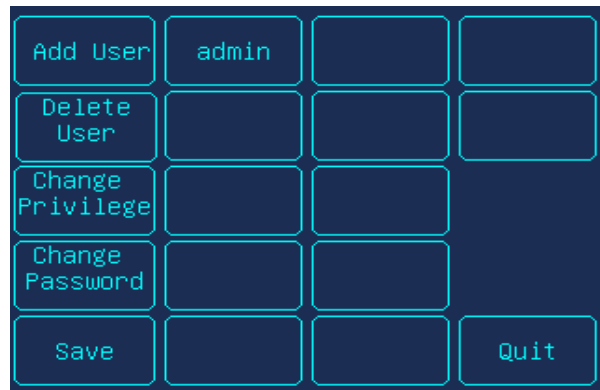 Add User
admin
Delete
User
Change
Privilege
Change
Password
Save
Quit